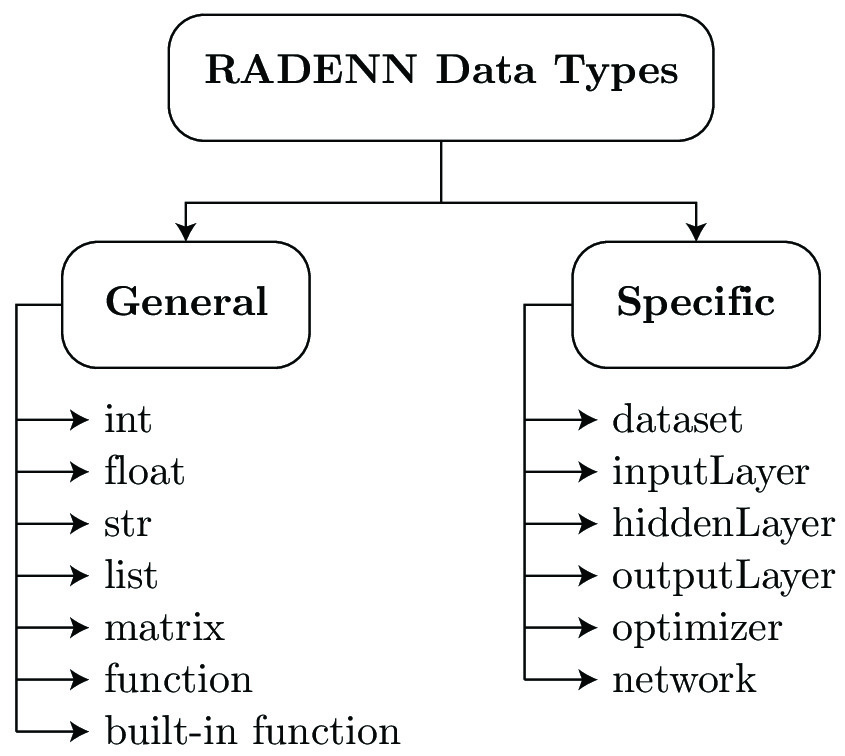 RADENN Data Types
General
int
float
str
list
matrix
function
built-in function
Specific
dataset
inputLayer
hiddenLayer
outputLayer
optimizer
network